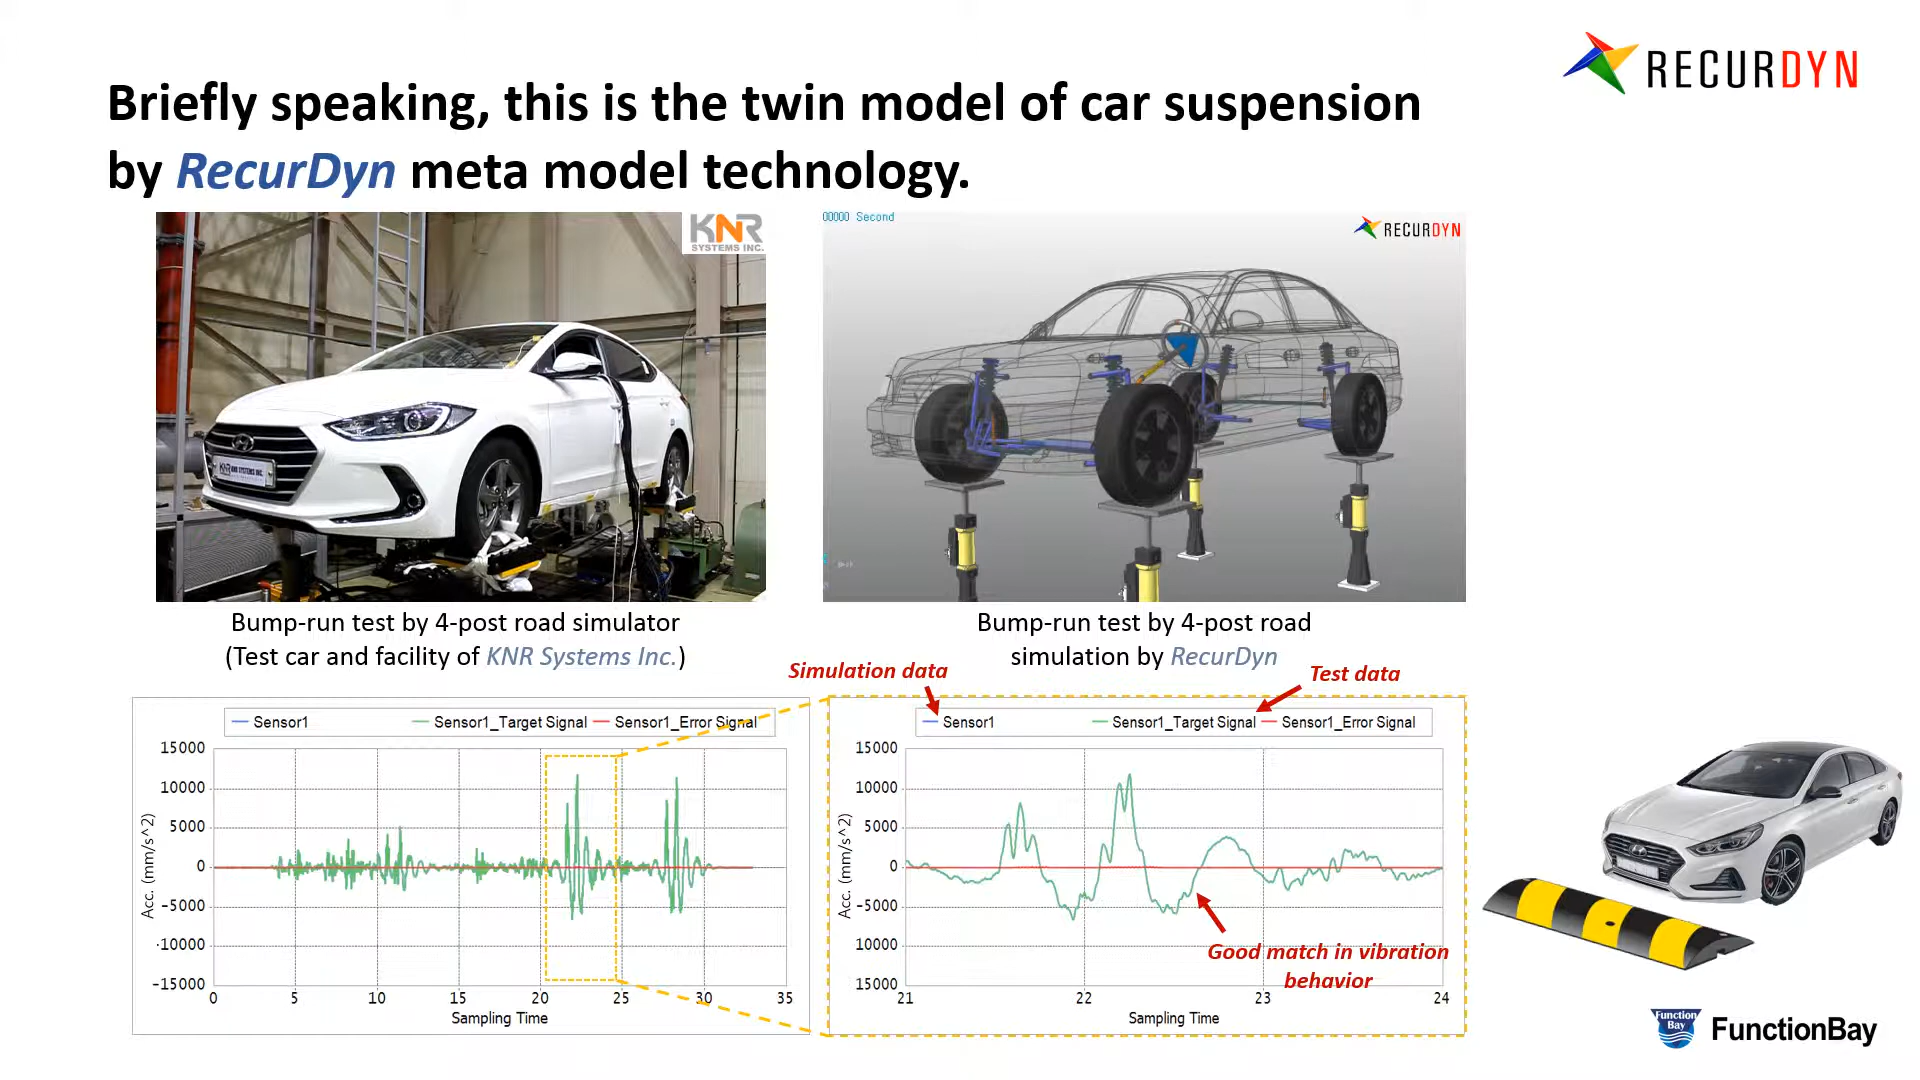 RECURDYN
Briefly speaking, this is the twin model of car suspension
by RecurDyn meta model technology.
KNR
SYSTEMS INC.
KNR SYSTEMS INC.
00000 Second
RECURDYN
Bump-run test by 4-post road simulator
(Test car and facility of KNR Systems Inc.)
Bump-run test by 4-post road
simulation by RecurDyn
Simulation data
Test data
Sensor1 Sensor1_Target Signal Sensor1_Error Signal
15000
10000
5000
0
-5000
-10000
-15000
Acc. (mm/s^2)
0 5 10 15 20 25 30 35
Sampling Time
Sensor1 Sensor1_Target Signal Sensor1_Error Signal
15000
10000
5000
0
-5000
10000
15000
Acc. (mm/s^2)
Good match in vibration
behavior
21 22 23 24
Sampling Time
Function
Bay
FunctionBay